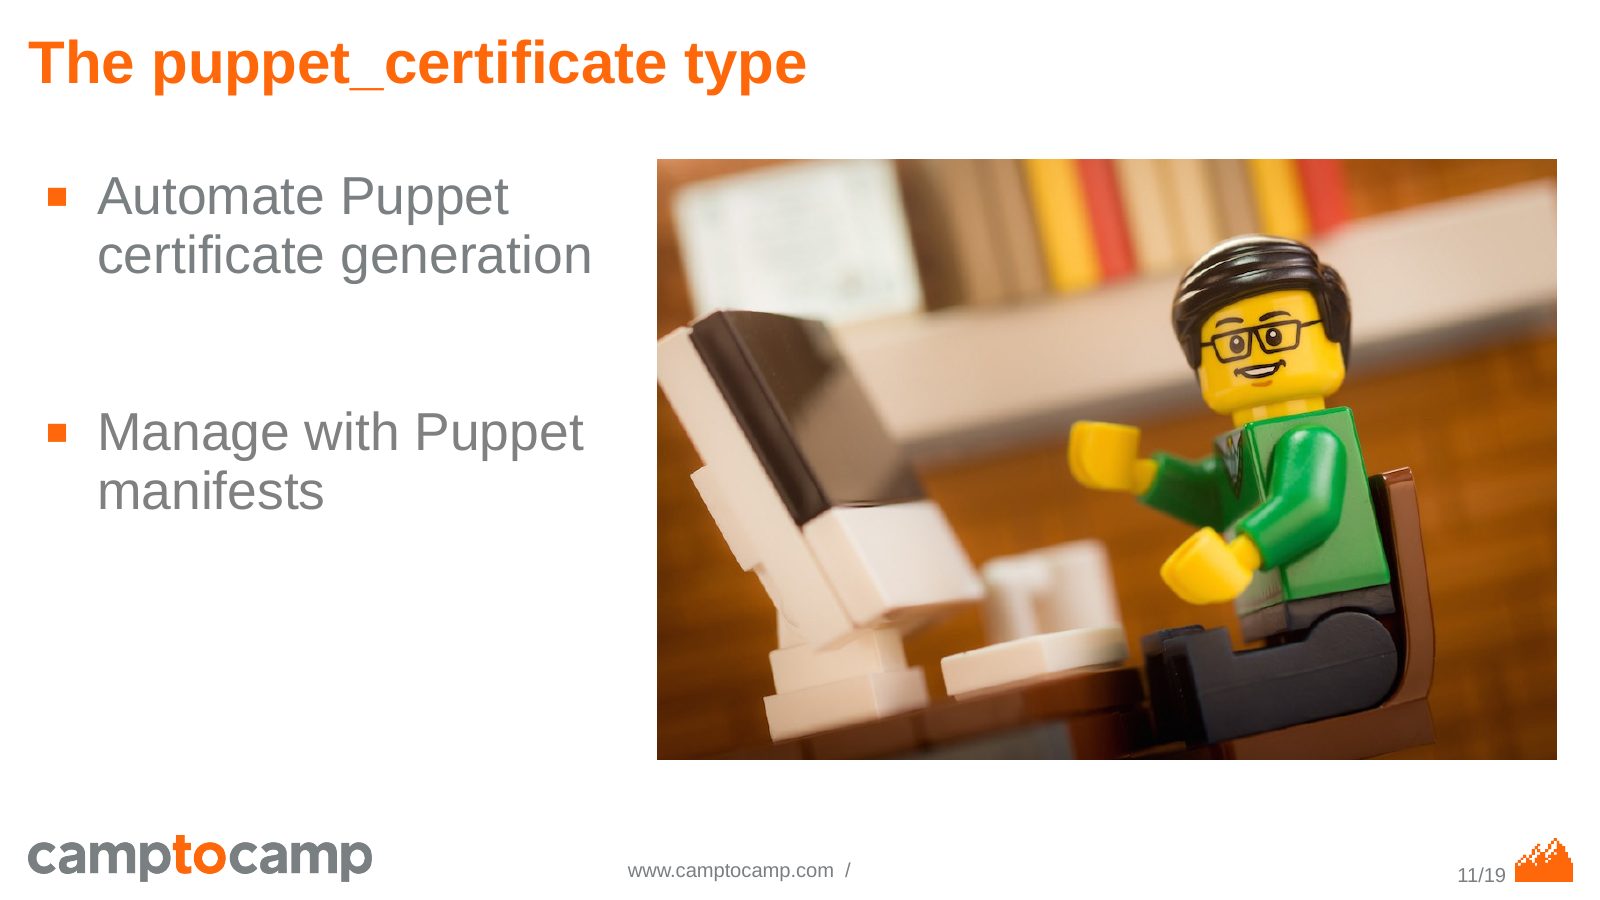 The puppet_certificate type
Automate Puppet
certificate generation
Manage with Puppet
manifests
camptocamp
www.camptocamp.com /
11/19